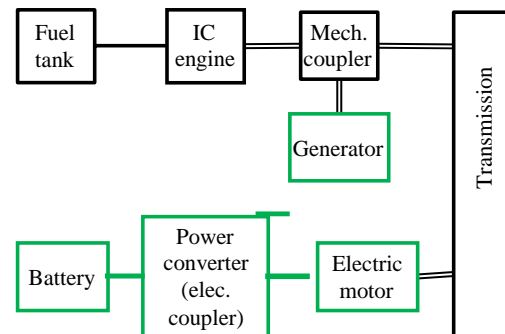 Fuel
tank
IC
engine
Mech.
coupler
Generator
Transmission
Battery
Power
converter
(elec.
coupler)
Electric
motor